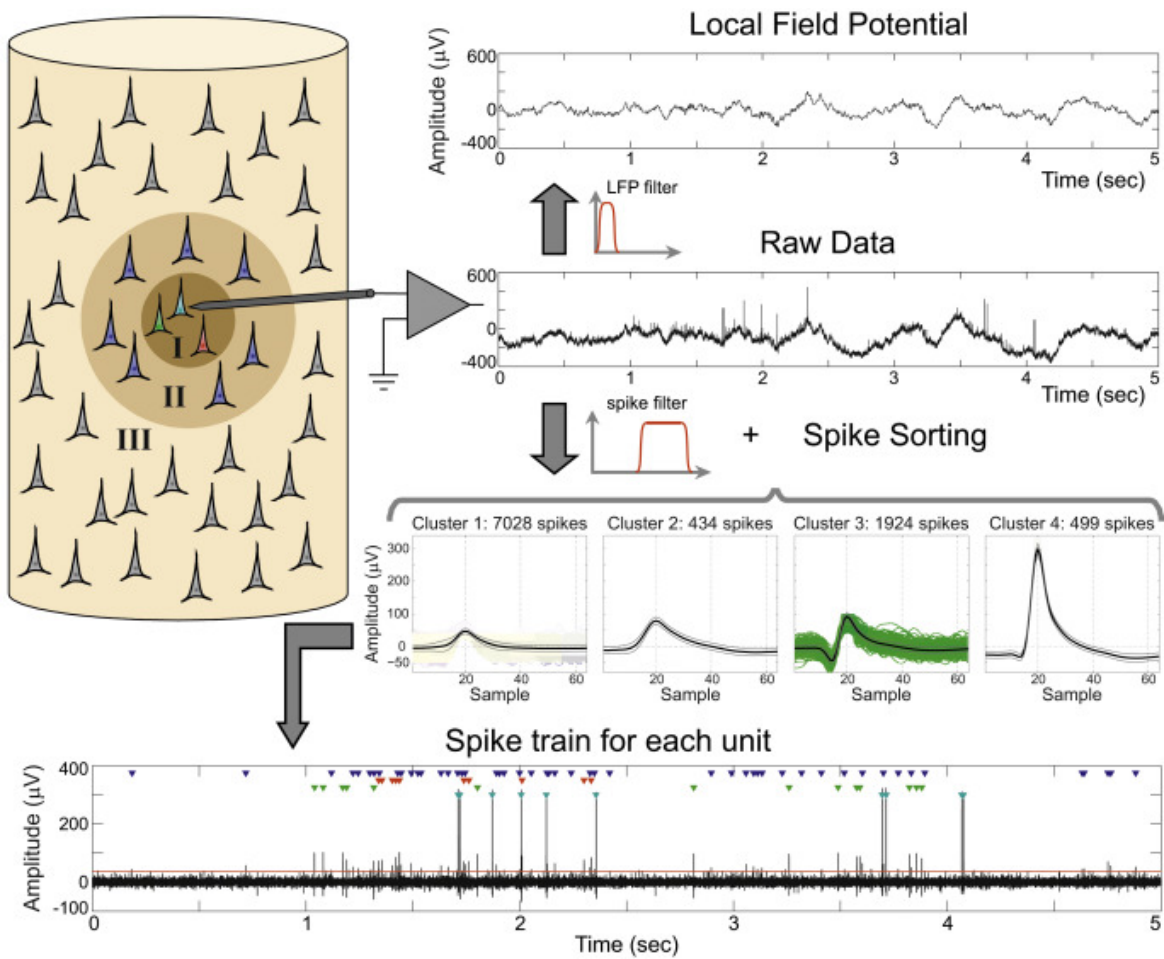 Local Field Potential
Amplitude (µV)
600
0
-400
0 1 2 3 4 5
Time (sec)
LFP filter
Raw Data
600
0
-400
0 1 2 3 4 5
Time (sec)
I
II
III
spike filter
+ Spike Sorting
Cluster 1: 7028 spikes
Cluster 2: 434 spikes
Cluster 3: 1924 spikes
Cluster 4: 499 spikes
Amplitude (µV)
300
200
100
0
-50
20 40 60
20 40 60
20 40 60
20 40 60
Sample
Sample
Sample
Sample
Spike train for each unit
Amplitude (µV)
400
200
0
-100
0 1 2 3 4 5
Time (sec)